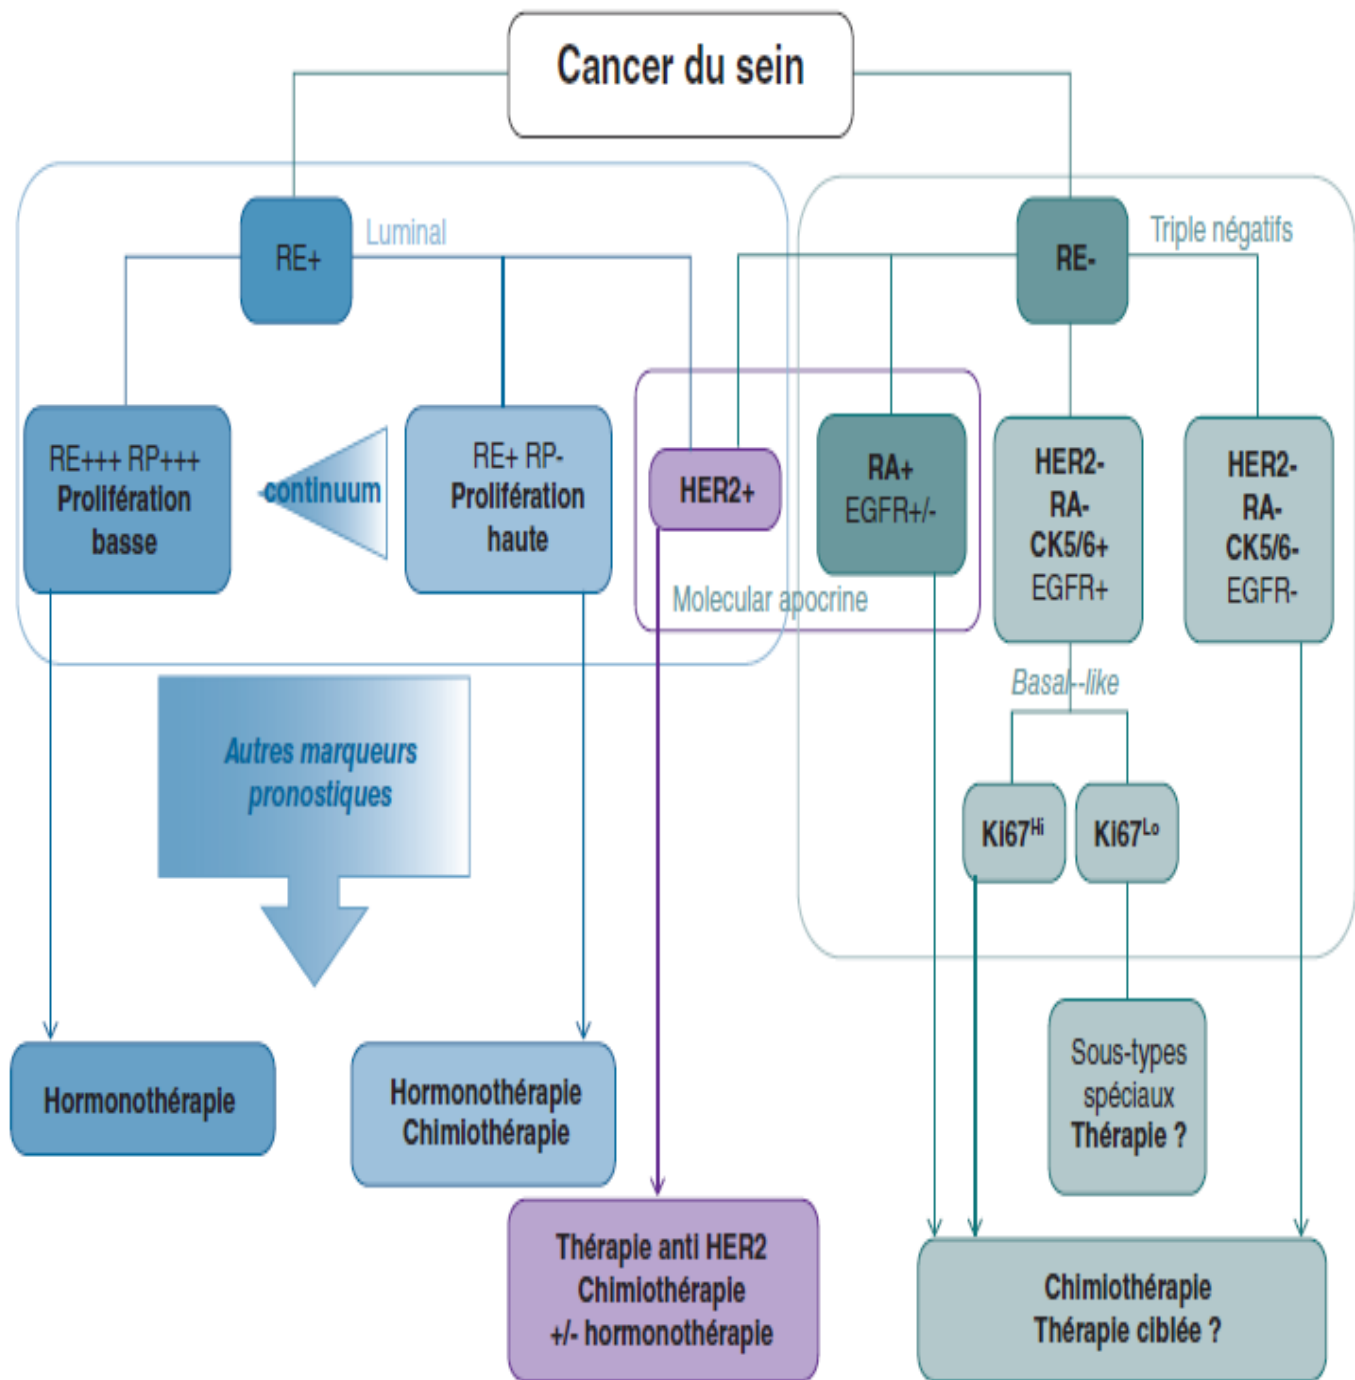 Cancer du sein
RE+
Luminal
RE-
Triple négatifs
RE+++ RP+++
Prolifération
basse
continuum
RE+ RP-
Prolifération
haute
HER2+
RA+
EGFR+/-
HER2-
RA-
CK5/6+
EGFR+
HER2-
RA-
CK5/6-
EGFR-
Molecular apocrine
Basal--like
Autres marqueurs
pronostiques
Ki67Hi
Ki67Lo
Sous-types
spéciaux
Thérapie ?
Hormonothérapie
Hormonothérapie
Chimiothérapie
Thérapie anti HER2
Chimiothérapie
+/- hormonothérapie
Chimiothérapie
Thérapie ciblée ?